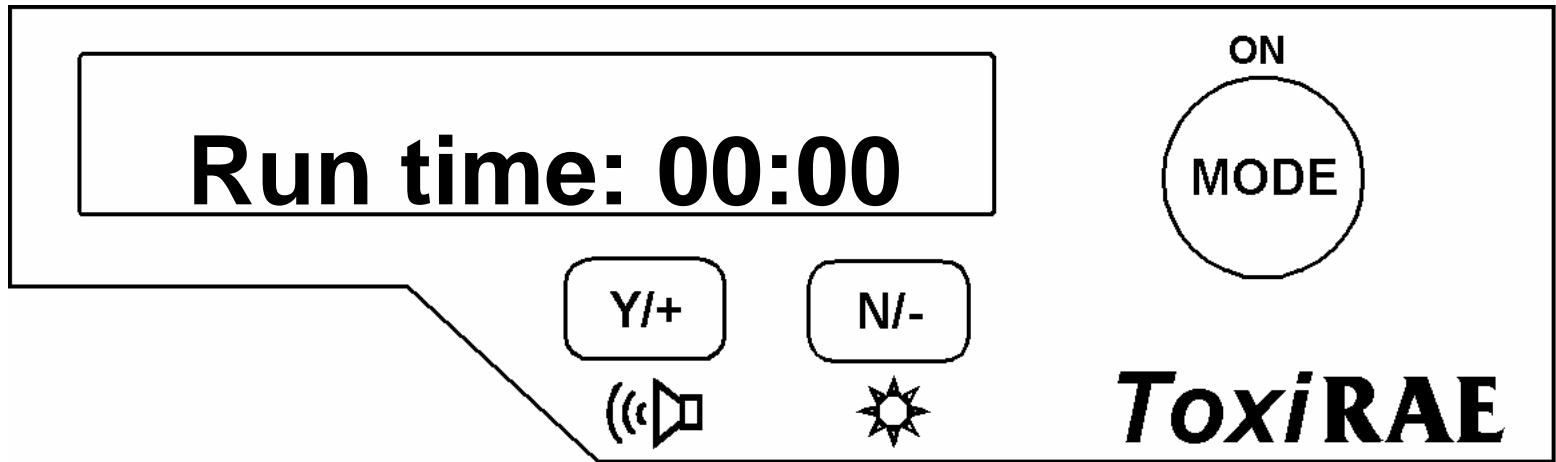 ON
Run time: 00:00
MODE
Y/+
N/-
ToxiRAE